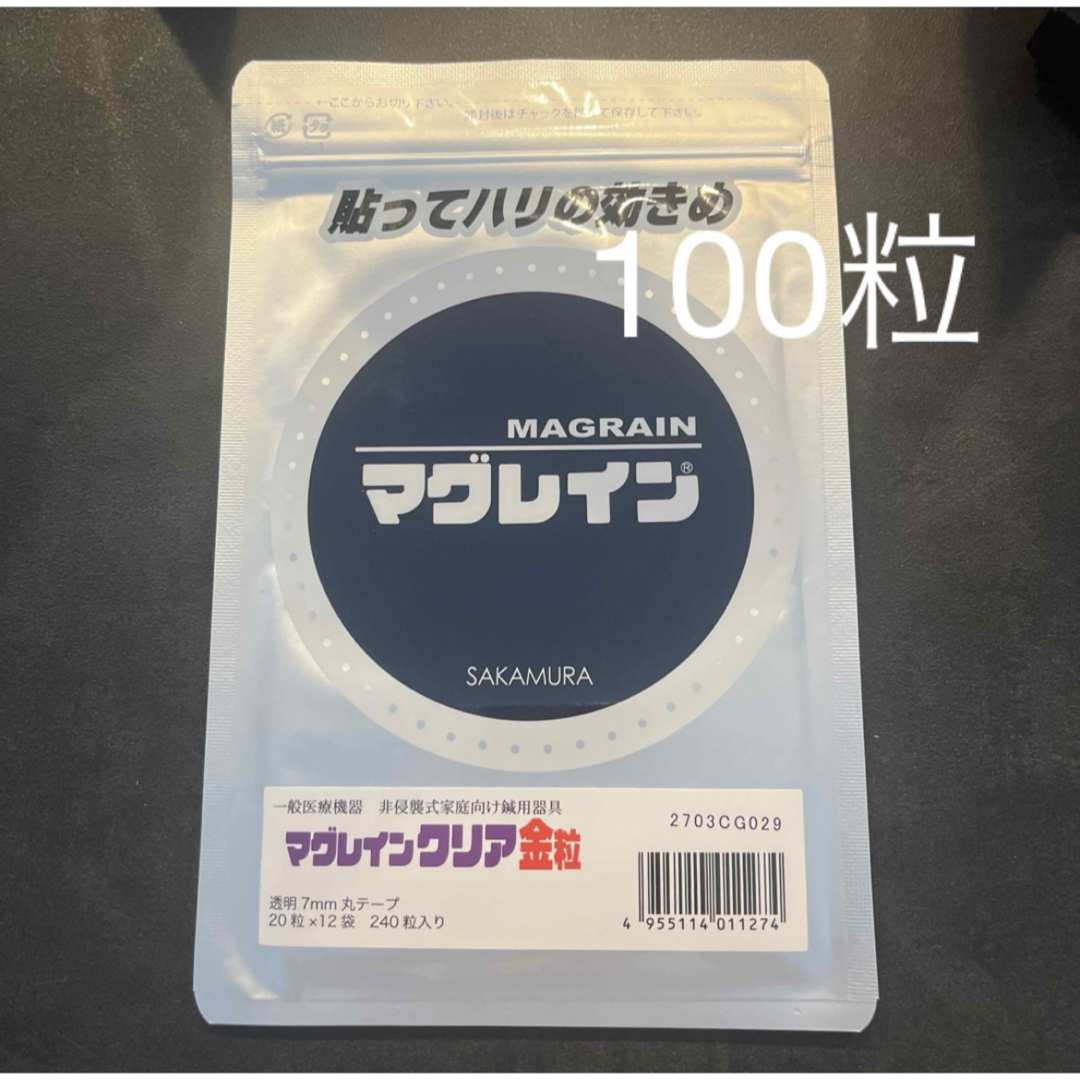 ←ここからお切り下さい。
開封後はチャックを閉じて保存して下さい。
貼ってハリの効きめ
100粒
MAGRAIN
マグレイン®
SAKAMURA
一般医療機器 非侵襲式家庭向け鍼用器具
2703CG029
マグレインクリア金粒
透明 7mm 丸テープ
20粒×12袋 240粒入り
4 955114 011274